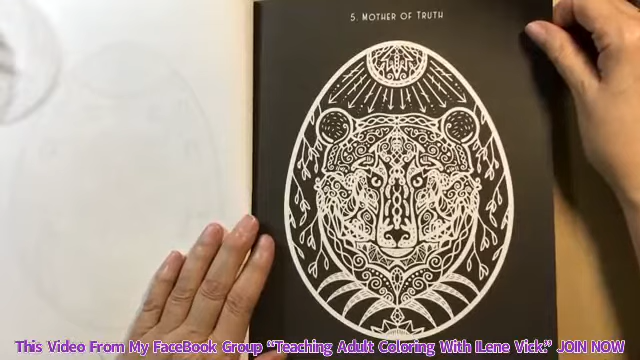 5. Mother of Truth
This Video From My FaceBook Group "Teaching Adult Coloring With ILene Vick" JOIN NOW